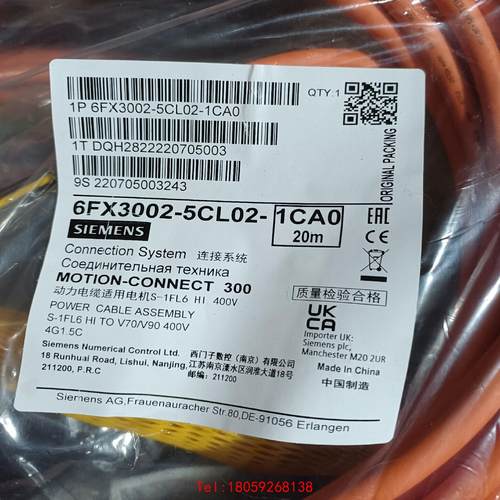 QTY:1
1P 6FX3002-5CL02-1CA0
1T DQH2822220705003
9S 220705003243
ORIGINAL PACKING
6FX3002-5CL02-1CA0
20m
SIEMENS
EAC
CE
Connection System 连接系统
Соединительная техника
MOTION-CONNECT 300
动力电缆适用电机S-1FL6 HI 400V
POWER CABLE ASSEMBLY
S-1FL6 HI TO V70/V90 400V
4G1.5C
质量检验合格
UK
CA
Importer UK:
Siemens plc,
Manchester M20 2UR
Made In China
中国制造
Siemens Numerical Control Ltd.
18 Runhuai Road, Lishui, Nanjing,
211200, P.R.C
西门子数控(南京)有限公司
江苏南京溧水区润淮大道18号
邮编: 211200
Siemens AG,Frauenauracher Str.80,DE-91056 Erlangen
Tel:18059268138